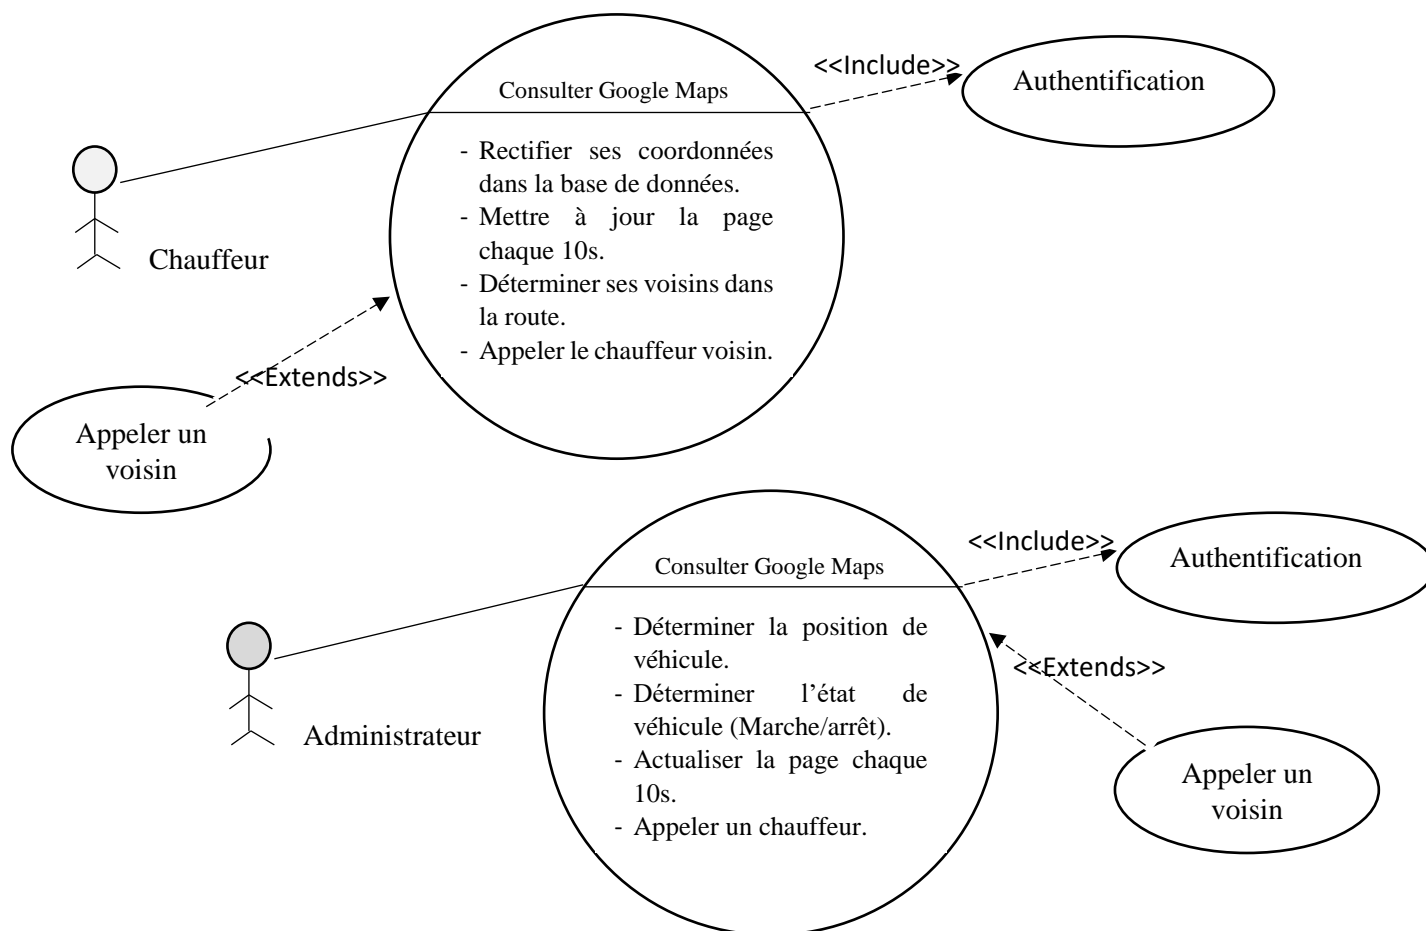 <<Include>>
Authentification
Consulter Google Maps
- Rectifier ses coordonnées
dans la base de données.
- Mettre à jour la page
chaque 10s.
- Déterminer ses voisins dans
la route.
- Appeler le chauffeur voisin.
Chauffeur
<<Extends>>
Appeler un
voisin
<<Include>>
Authentification
Consulter Google Maps
- Déterminer la position de
véhicule.
- Déterminer l’état de
véhicule (Marche/arrêt).
- Actualiser la page chaque
10s.
- Appeler un chauffeur.
Administrateur
<<Extends>>
Appeler un
voisin